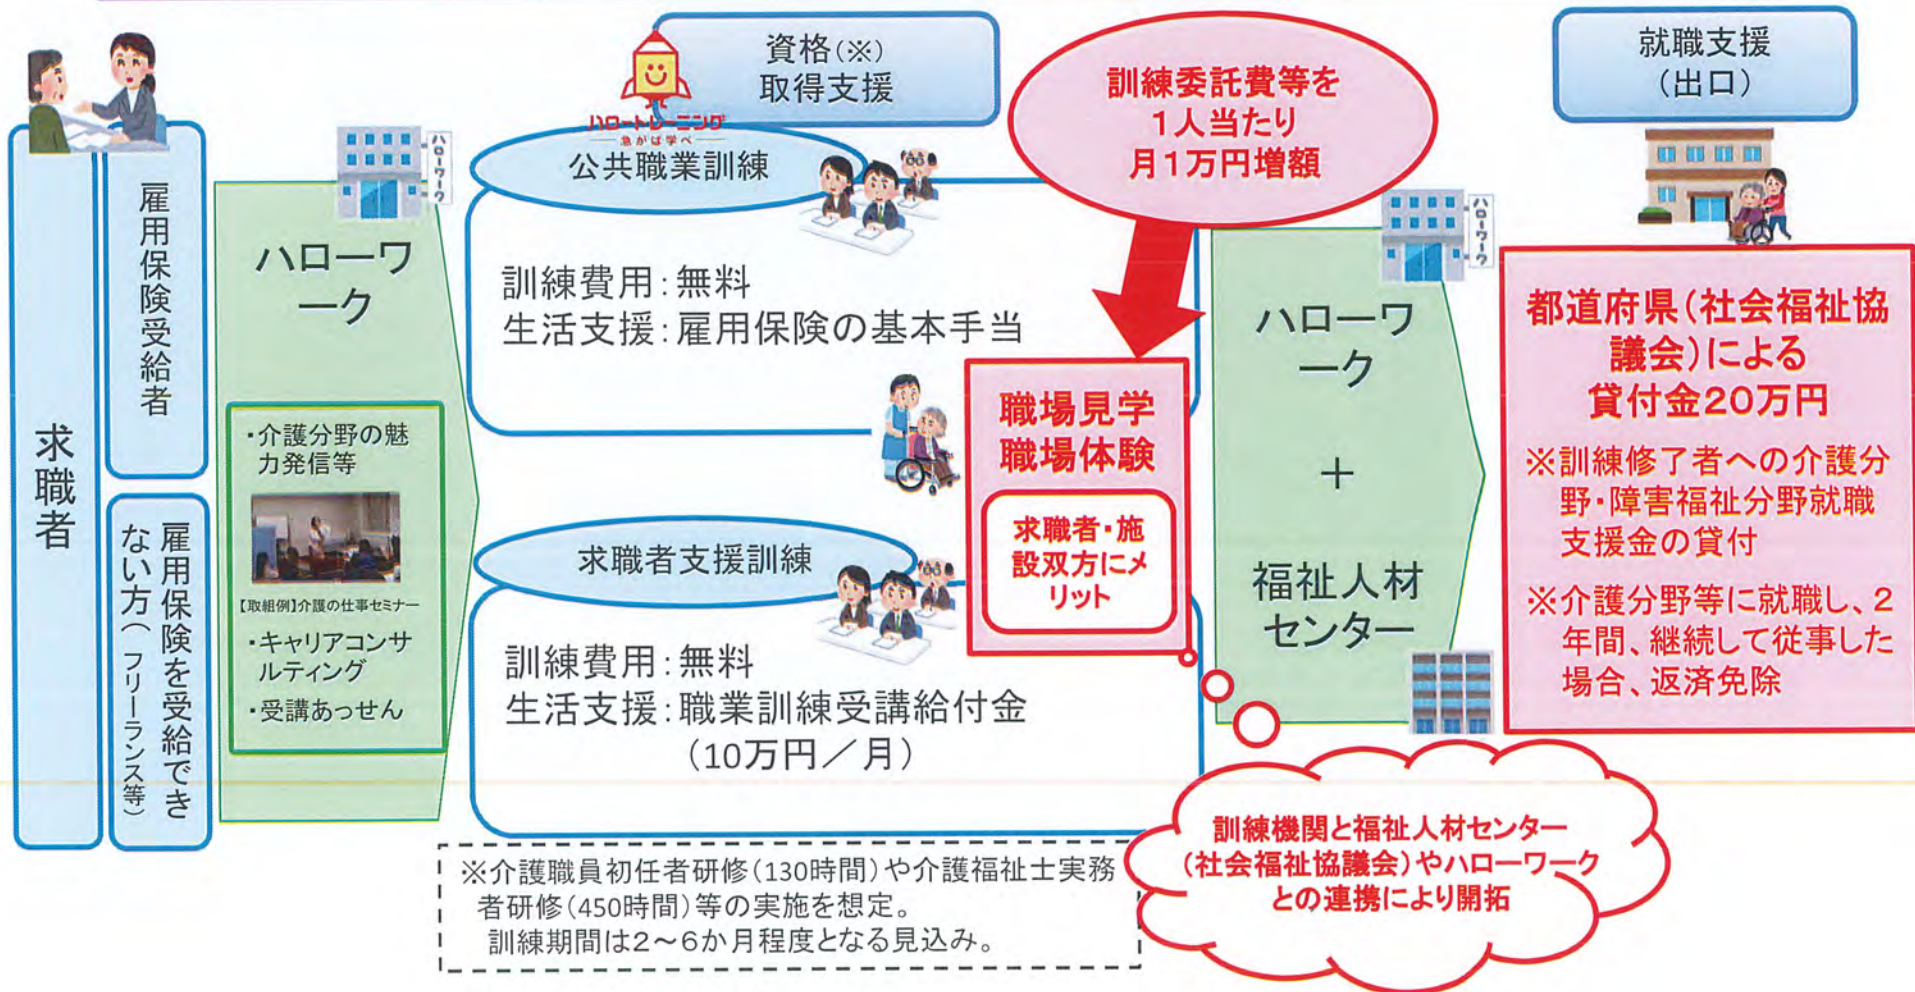 求職者
雇用保険受給者
雇用保険を受給でき
ない方(フリーランス等)
ハローワーク
ハローワ
ーク
・介護分野の魅
力発信等
【取組例】介護の仕事セミナー
・キャリアコンサ
ルティング
・受講あっせん
資格(※)
取得支援
ハロートレーニング
急がば学べ
公共職業訓練
訓練費用:無料
生活支援:雇用保険の基本手当
求職者支援訓練
訓練費用:無料
生活支援:職業訓練受講給付金
(10万円/月)
※介護職員初任者研修(130時間)や介護福祉士実務
者研修(450時間)等の実施を想定。
訓練期間は2~6か月程度となる見込み。
訓練委託費等を
1人当たり
月1万円増額
職場見学
職場体験
求職者・施
設双方にメ
リット
ハローワーク
ハローワ
ーク
+
福祉人材
センター
訓練機関と福祉人材センター
(社会福祉協議会)やハローワーク
との連携により開拓
就職支援
(出口)
都道府県(社会福祉協
議会)による
貸付金20万円
※訓練修了者への介護分
野・障害福祉分野就職
支援金の貸付
※介護分野等に就職し、2
年間、継続して従事した
場合、返済免除